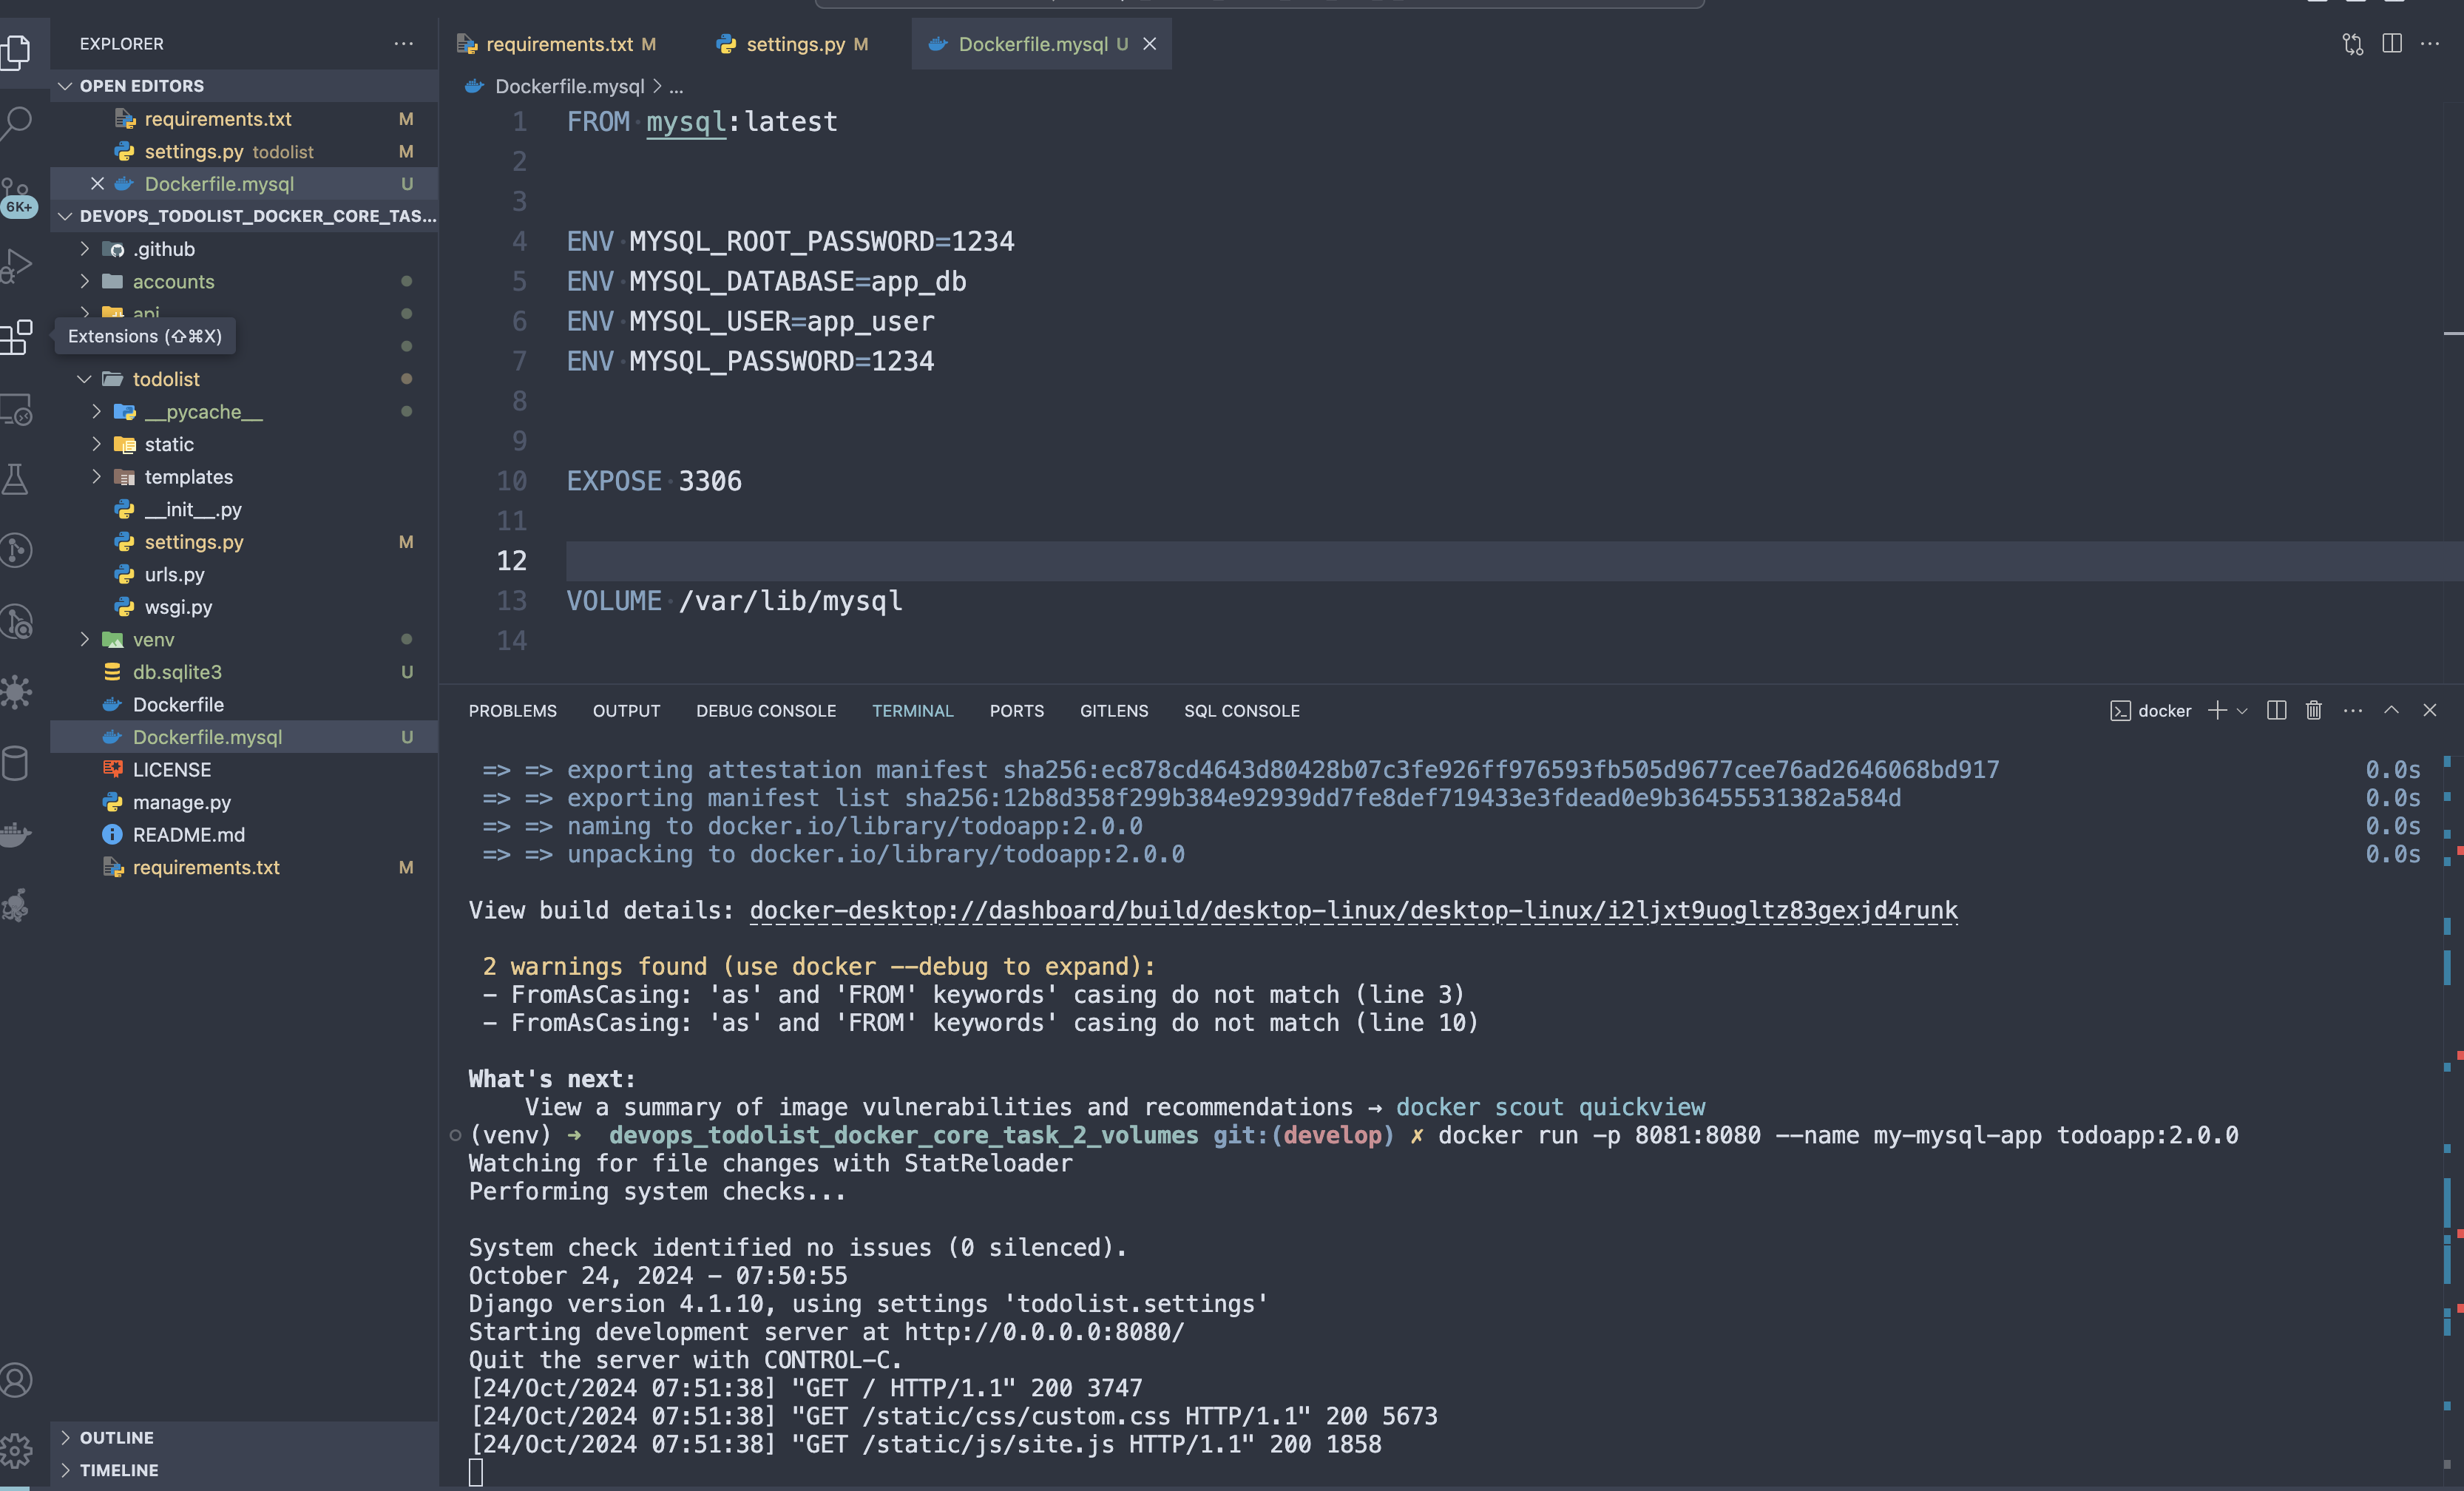 EXPLORER
OPEN EDITORS
requirements.txt M
settings.py todolist M
Dockerfile.mysql U
DEVOPS_TODOLIST_DOCKER_CORE_TAS...
.github
accounts
api
Extensions (⇧⌘X)
todolist
__pycache__
static
templates
__init__.py
settings.py M
urls.py
wsgi.py
venv
db.sqlite3 U
Dockerfile
Dockerfile.mysql U
LICENSE
manage.py
README.md
requirements.txt M
OUTLINE
TIMELINE
6K+
requirements.txt M
settings.py M
Dockerfile.mysql U
Dockerfile.mysql > ...
1 FROM mysql:latest
2
3
4 ENV MYSQL_ROOT_PASSWORD=1234
5 ENV MYSQL_DATABASE=app_db
6 ENV MYSQL_USER=app_user
7 ENV MYSQL_PASSWORD=1234
8
9
10 EXPOSE 3306
11
12
13 VOLUME /var/lib/mysql
14
PROBLEMS OUTPUT DEBUG CONSOLE TERMINAL PORTS GITLENS SQL CONSOLE docker
=> => exporting attestation manifest sha256:ec878cd4643d80428b07c3fe926ff976593fb505d9677cee76ad2646068bd917 0.0s
=> => exporting manifest list sha256:12b8d358f299b384e92939dd7fe8def719433e3fdead0e9b36455531382a584d 0.0s
=> => naming to docker.io/library/todoapp:2.0.0 0.0s
=> => unpacking to docker.io/library/todoapp:2.0.0 0.0s
View build details: docker-desktop://dashboard/build/desktop-linux/desktop-linux/i2ljxt9uogltz83gexjd4runk
2 warnings found (use docker --debug to expand):
- FromAsCasing: 'as' and 'FROM' keywords' casing do not match (line 3)
- FromAsCasing: 'as' and 'FROM' keywords' casing do not match (line 10)
What's next:
View a summary of image vulnerabilities and recommendations → docker scout quickview
(venv) ➜ devops_todolist_docker_core_task_2_volumes git:(develop) ✗ docker run -p 8081:8080 --name my-mysql-app todoapp:2.0.0
Watching for file changes with StatReloader
Performing system checks...
System check identified no issues (0 silenced).
October 24, 2024 - 07:50:55
Django version 4.1.10, using settings 'todolist.settings'
Starting development server at http://0.0.0.0:8080/
Quit the server with CONTROL-C.
[24/Oct/2024 07:51:38] "GET / HTTP/1.1" 200 3747
[24/Oct/2024 07:51:38] "GET /static/css/custom.css HTTP/1.1" 200 5673
[24/Oct/2024 07:51:38] "GET /static/js/site.js HTTP/1.1" 200 1858